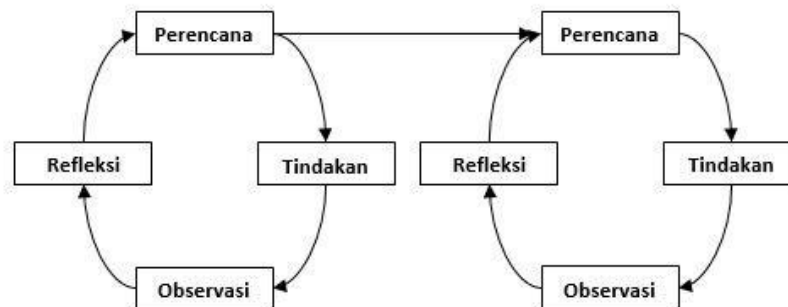 Perencana
Perencana
Refleksi
Tindakan
Refleksi
Tindakan
Observasi
Observasi